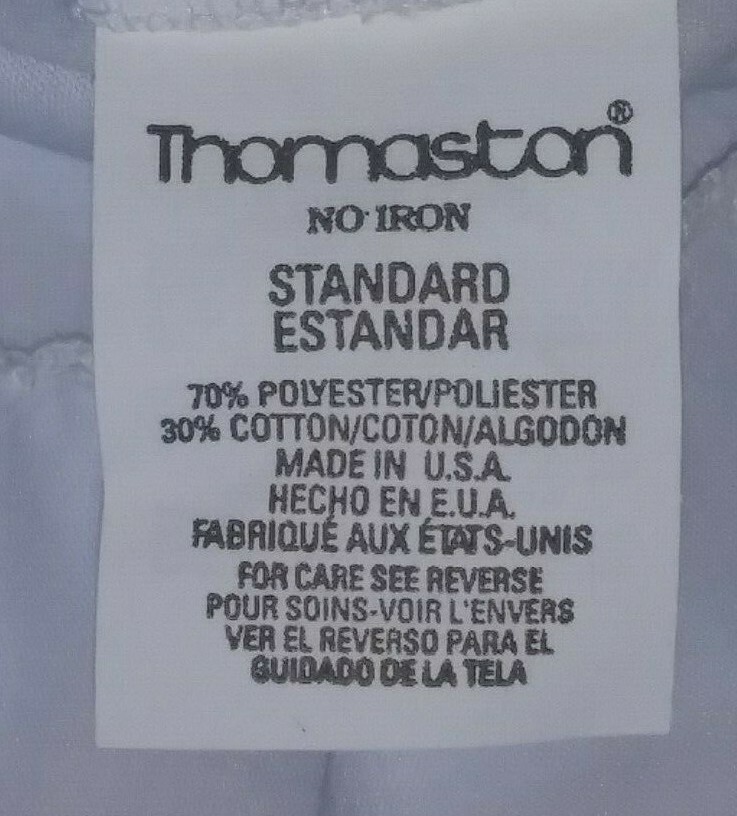 Thomaston®
NO IRON
STANDARD
ESTANDAR
70% POLYESTER/POLIESTER
30% COTTON/COTON/ALGODON
MADE IN U.S.A.
HECHO EN E.U.A.
FABRIQUÉ AUX ÉTATS-UNIS
FOR CARE SEE REVERSE
POUR SOINS-VOIR L'ENVERS
VER EL REVERSO PARA EL
GUIDADO DE LA TELA